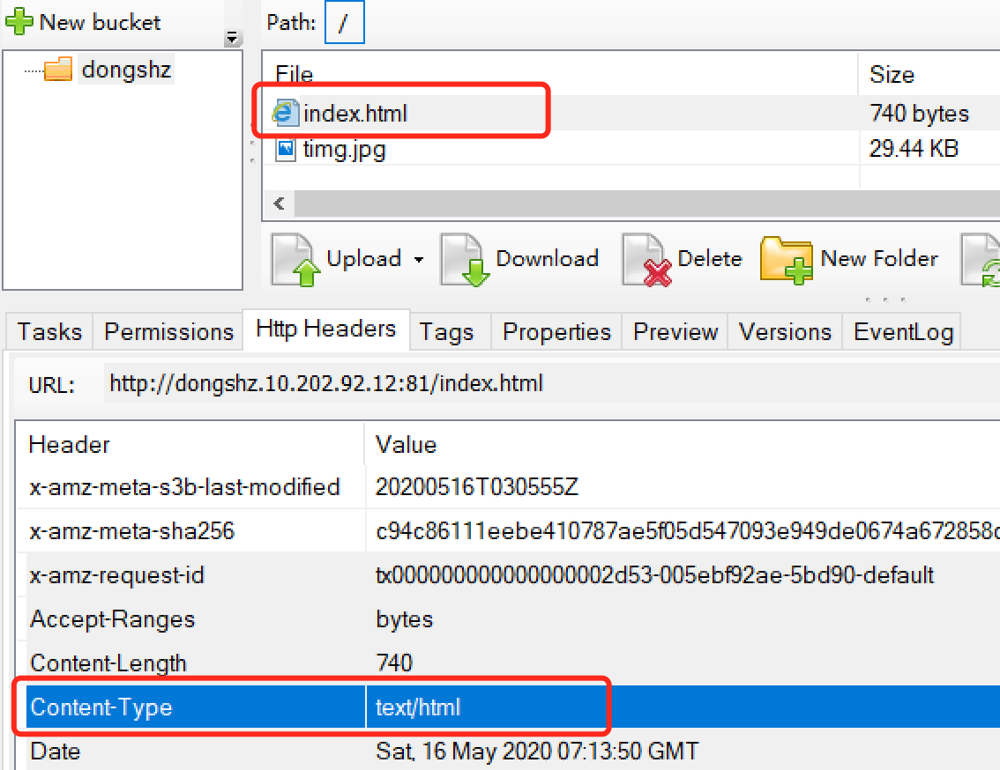 New bucket
Path: /
dongshz
File Size
index.html 740 bytes
timg.jpg 29.44 KB
Upload Download Delete New Folder
Tasks Permissions Http Headers Tags Properties Preview Versions EventLog
URL: http://dongshz.10.202.92.12:81/index.html
Header Value
x-amz-meta-s3b-last-modified 20200516T030555Z
x-amz-meta-sha256 c94c86111eebe410787ae5f05d547093e949de0674a672858c
x-amz-request-id tx000000000000000002d53-005ebf92ae-5bd90-default
Accept-Ranges bytes
Content-Length 740
Content-Type text/html
Date Sat, 16 May 2020 07:13:50 GMT